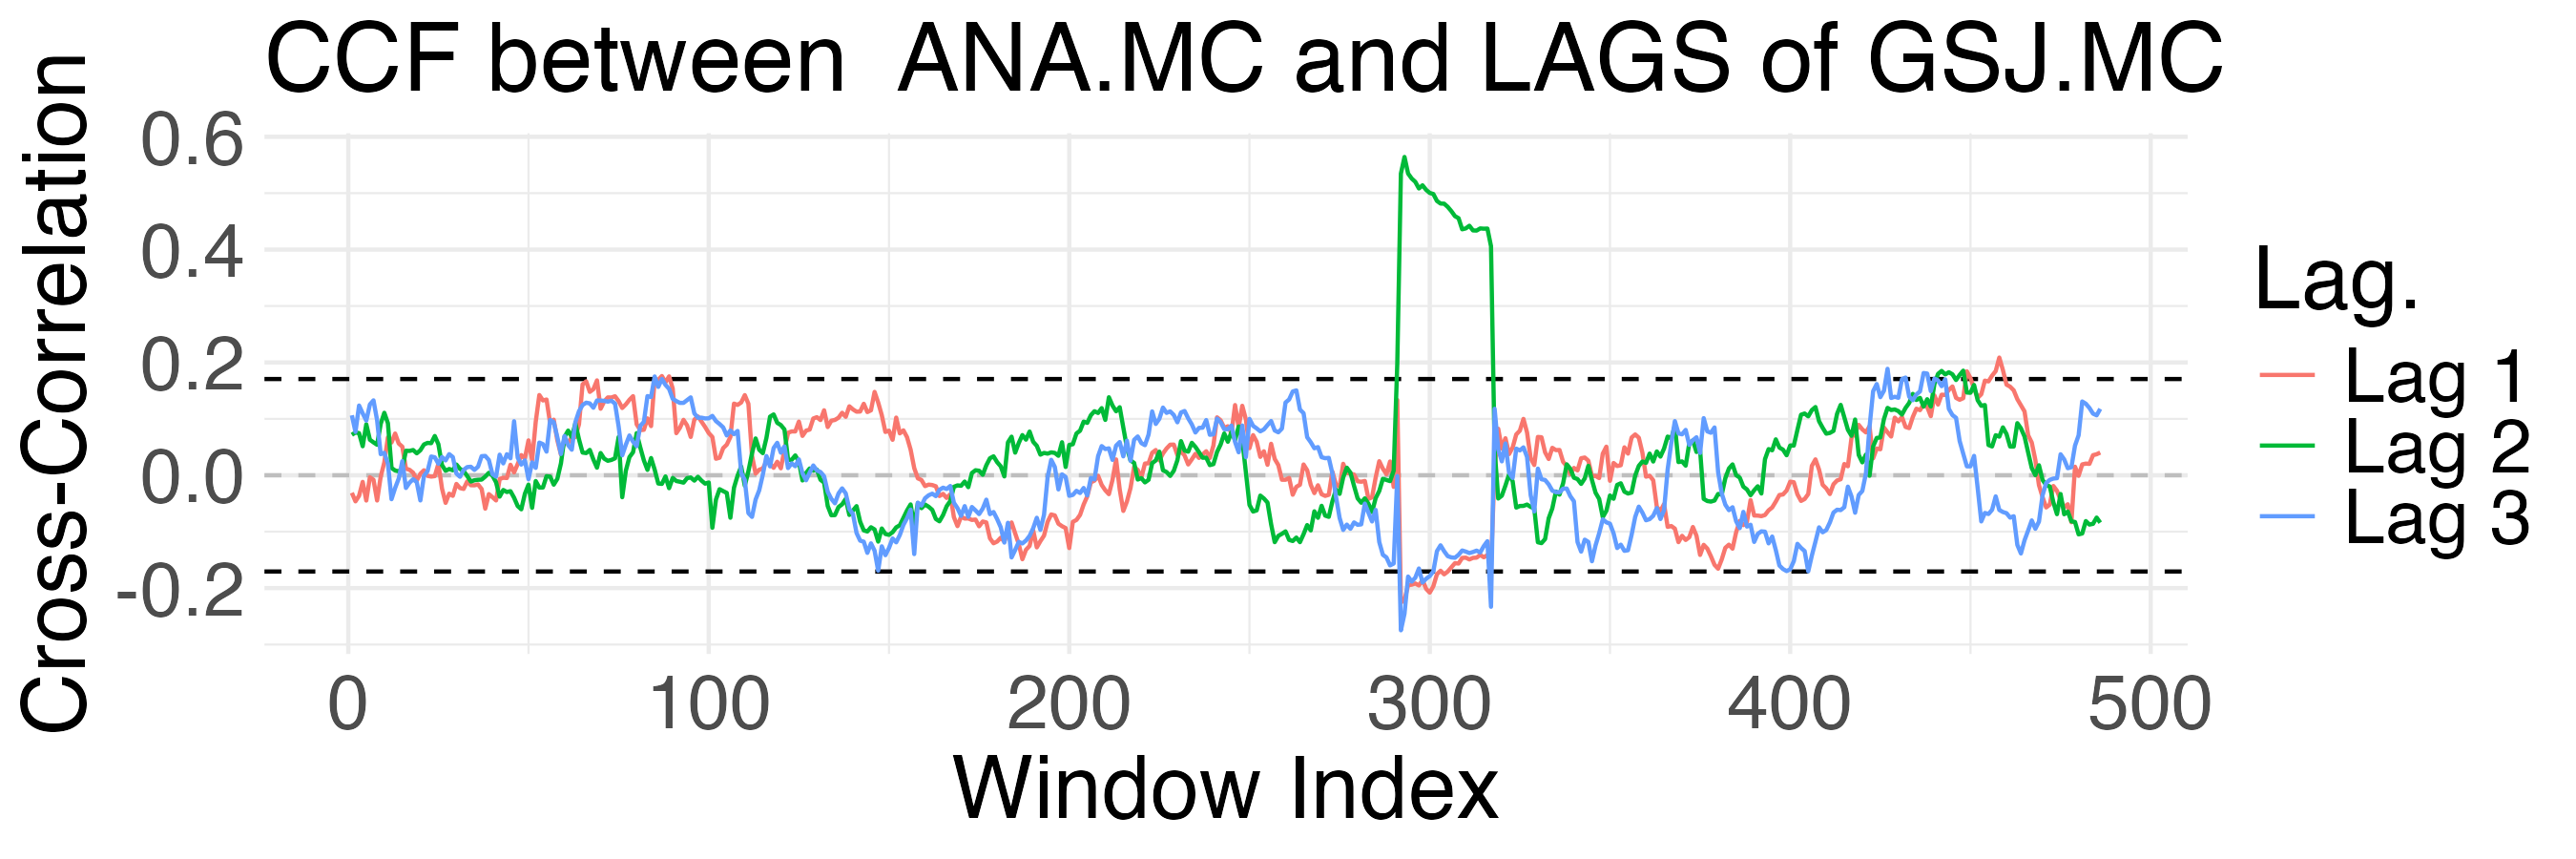 CCF between  ANA.MC and LAGS of GSJ.MC
Cross-Correlation
0.6
0.4
0.2
0.0
-0.2
0 100 200 300 400 500
Window Index
Lag.
Lag 1
Lag 2
Lag 3